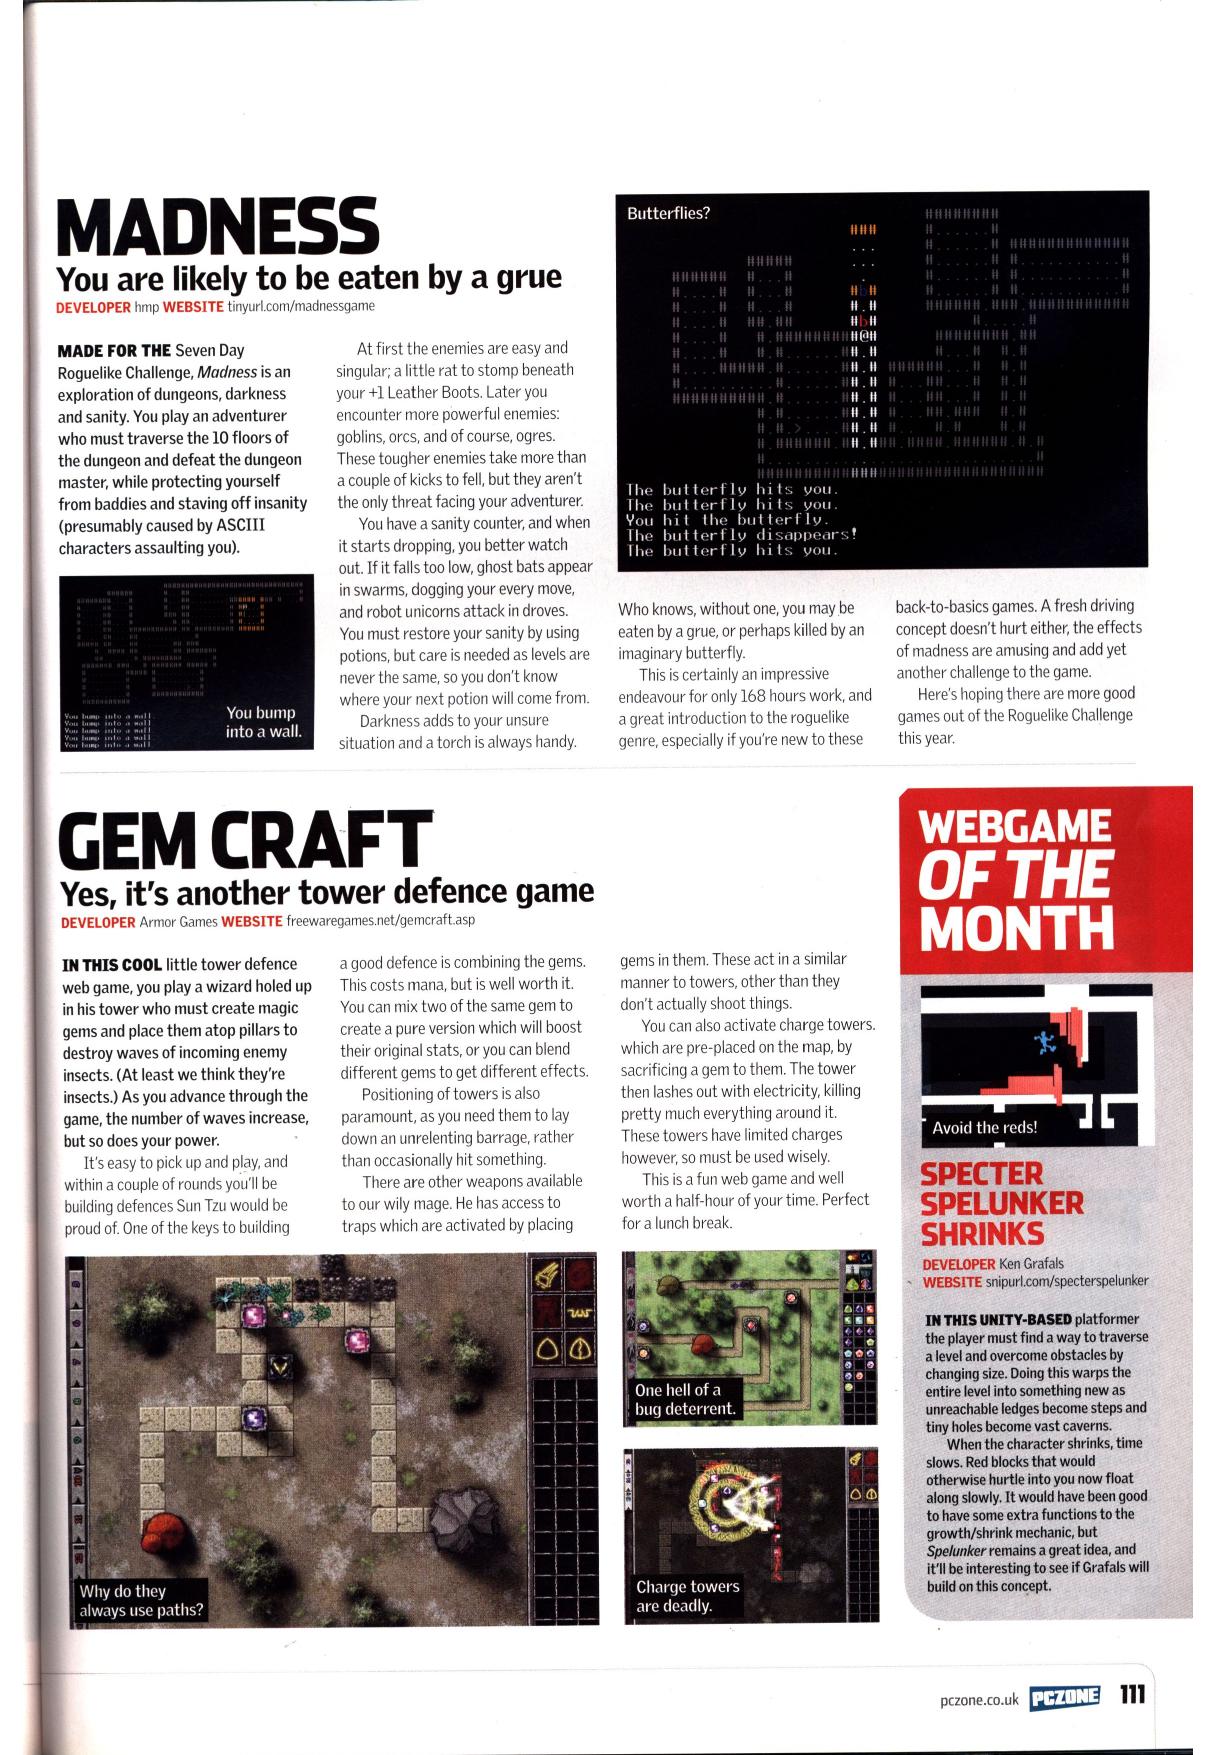 MADNESS
You are likely to be eaten by a grue
DEVELOPER hmp WEBSITE tinyurl.com/madnessgame
MADE FOR THE Seven Day
Roguelike Challenge, Madness is an
exploration of dungeons, darkness
and sanity. You play an adventurer
who must traverse the 10 floors of
the dungeon and defeat the dungeon
master, while protecting yourself
from baddies and staving off insanity
(presumably caused by ASCIII
characters assaulting you).
You bump into a wall.
You bump into a wall.
You bump into a wall.
You bump into a wall.
You bump into a wall.
You bump
into a wall.
At first the enemies are easy and
singular; a little rat to stomp beneath
your +1 Leather Boots. Later you
encounter more powerful enemies:
goblins, orcs, and of course, ogres.
These tougher enemies take more than
a couple of kicks to fell, but they aren't
the only threat facing your adventurer.
You have a sanity counter, and when
it starts dropping, you better watch
out. If it falls too low, ghost bats appear
in swarms, dogging your every move,
and robot unicorns attack in droves.
You must restore your sanity by using
potions, but care is needed as levels are
never the same, so you don't know
where your next potion will come from.
Darkness adds to your unsure
situation and a torch is always handy.
Butterflies?
The butterfly hits you.
The butterfly hits you.
You hit the butterfly.
The butterfly disappears!
The butterfly hits you.
Who knows, without one, you may be
eaten by a grue, or perhaps killed by an
imaginary butterfly.
This is certainly an impressive
endeavour for only 168 hours work, and
a great introduction to the roguelike
genre, especially if you're new to these
back-to-basics games. A fresh driving
concept doesn't hurt either, the effects
of madness are amusing and add yet
another challenge to the game.
Here's hoping there are more good
games out of the Roguelike Challenge
this year.
GEM CRAFT
Yes, it's another tower defence game
DEVELOPER Armor Games WEBSITE freewaregames.net/gemcraft.asp
IN THIS COOL little tower defence
web game, you play a wizard holed up
in his tower who must create magic
gems and place them atop pillars to
destroy waves of incoming enemy
insects. (At least we think they're
insects.) As you advance through the
game, the number of waves increase,
but so does your power.
It's easy to pick up and play, and
within a couple of rounds you'll be
building defences Sun Tzu would be
proud of. One of the keys to building
a good defence is combining the gems.
This costs mana, but is well worth it.
You can mix two of the same gem to
create a pure version which will boost
their original stats, or you can blend
different gems to get different effects.
Positioning of towers is also
paramount, as you need them to lay
down an unrelenting barrage, rather
than occasionally hit something.
There are other weapons available
to our wily mage. He has access to
traps which are activated by placing
gems in them. These act in a similar
manner to towers, other than they
don't actually shoot things.
You can also activate charge towers.
which are pre-placed on the map, by
sacrificing a gem to them. The tower
then lashes out with electricity, killing
pretty much everything around it.
These towers have limited charges
however, so must be used wisely.
This is a fun web game and well
worth a half-hour of your time. Perfect
for a lunch break.
Why do they
always use paths?
One hell of a
bug deterrent.
Charge towers
are deadly.
WEBGAME
OF THE
MONTH
Avoid the reds!
SPECTER
SPELUNKER
SHRINKS
DEVELOPER Ken Grafals
WEBSITE snipurl.com/specterspelunker
IN THIS UNITY-BASED platformer
the player must find a way to traverse
a level and overcome obstacles by
changing size. Doing this warps the
entire level into something new as
unreachable ledges become steps and
tiny holes become vast caverns.
When the character shrinks, time
slows. Red blocks that would
otherwise hurtle into you now float
along slowly. It would have been good
to have some extra functions to the
growth/shrink mechanic, but
Spelunker remains a great idea, and
it'll be interesting to see if Grafals will
build on this concept.
pczone.co.uk PCZONE 111